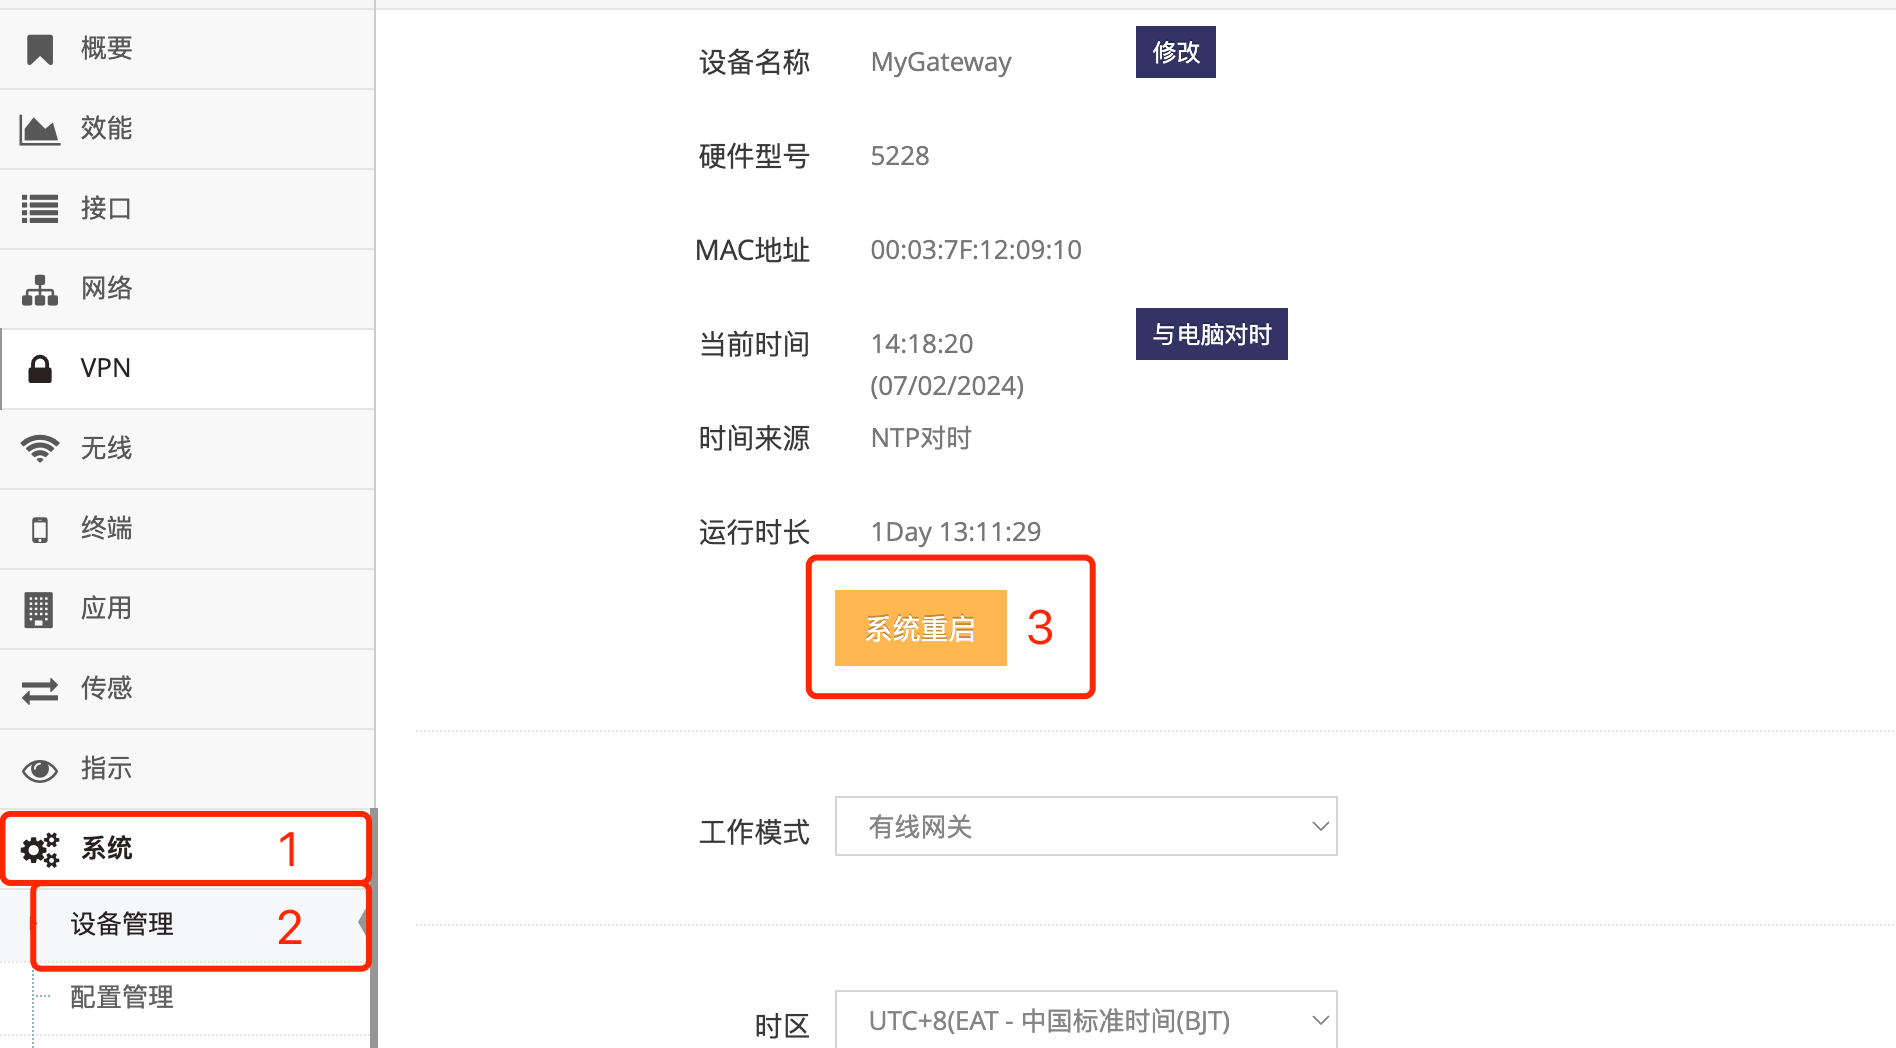 概要
效能
接口
网络
VPN
无线
终端
应用
传感
指示
系统 1
设备管理 2
配置管理
设备名称 MyGateway 修改
硬件型号 5228
MAC地址 00:03:7F:12:09:10
当前时间 14:18:20 与电脑对时
(07/02/2024)
时间来源 NTP对时
运行时长 1Day 13:11:29
系统重启 3
工作模式 有线网关
时区 UTC+8(EAT - 中国标准时间(BJT)